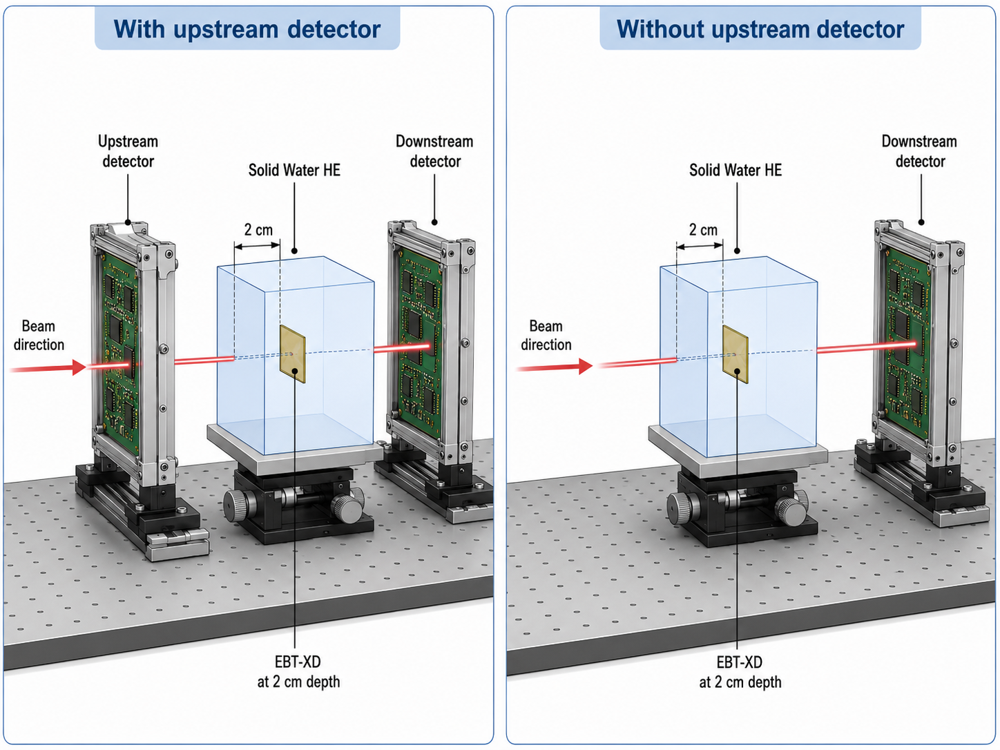 With upstream detector
Upstream
detector
Solid Water HE
Downstream
detector
2 cm
Beam
direction
EBT-XD
at 2 cm depth
Without upstream detector
Solid Water HE
Downstream
detector
2 cm
Beam
direction
EBT-XD
at 2 cm depth